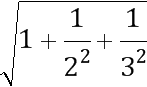 √(1 + 1/2² + 1/3²)